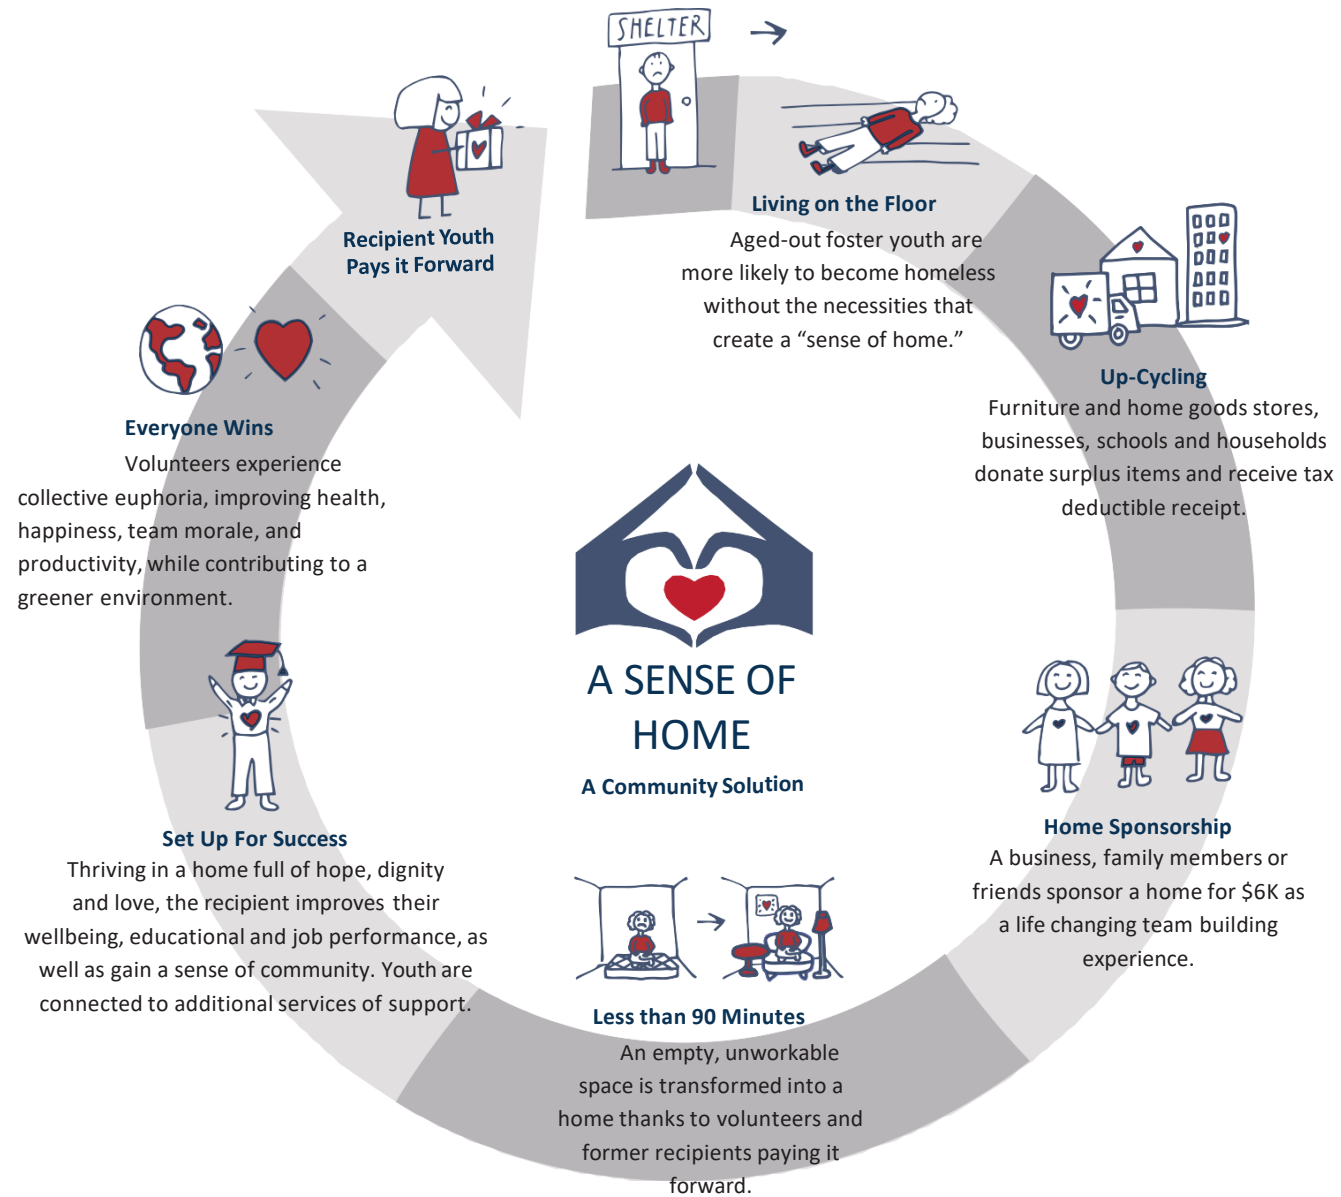 SHELTER
Living on the Floor
Aged-out foster youth are
more likely to become homeless
without the necessities that
create a “sense of home.”
Up-Cycling
Furniture and home goods stores,
businesses, schools and households
donate surplus items and receive tax
deductible receipt.
Home Sponsorship
A business, family members or
friends sponsor a home for $6K as
a life changing team building
experience.
Less than 90 Minutes
An empty, unworkable
space is transformed into a
home thanks to volunteers and
former recipients paying it
forward.
Set Up For Success
Thriving in a home full of hope, dignity
and love, the recipient improves their
wellbeing, educational and job performance, as
well as gain a sense of community. Youth are
connected to additional services of support.
Everyone Wins
Volunteers experience
collective euphoria, improving health,
happiness, team morale, and
productivity, while contributing to a
greener environment.
Recipient Youth
Pays it Forward
A SENSE OF
HOME
A Community Solution